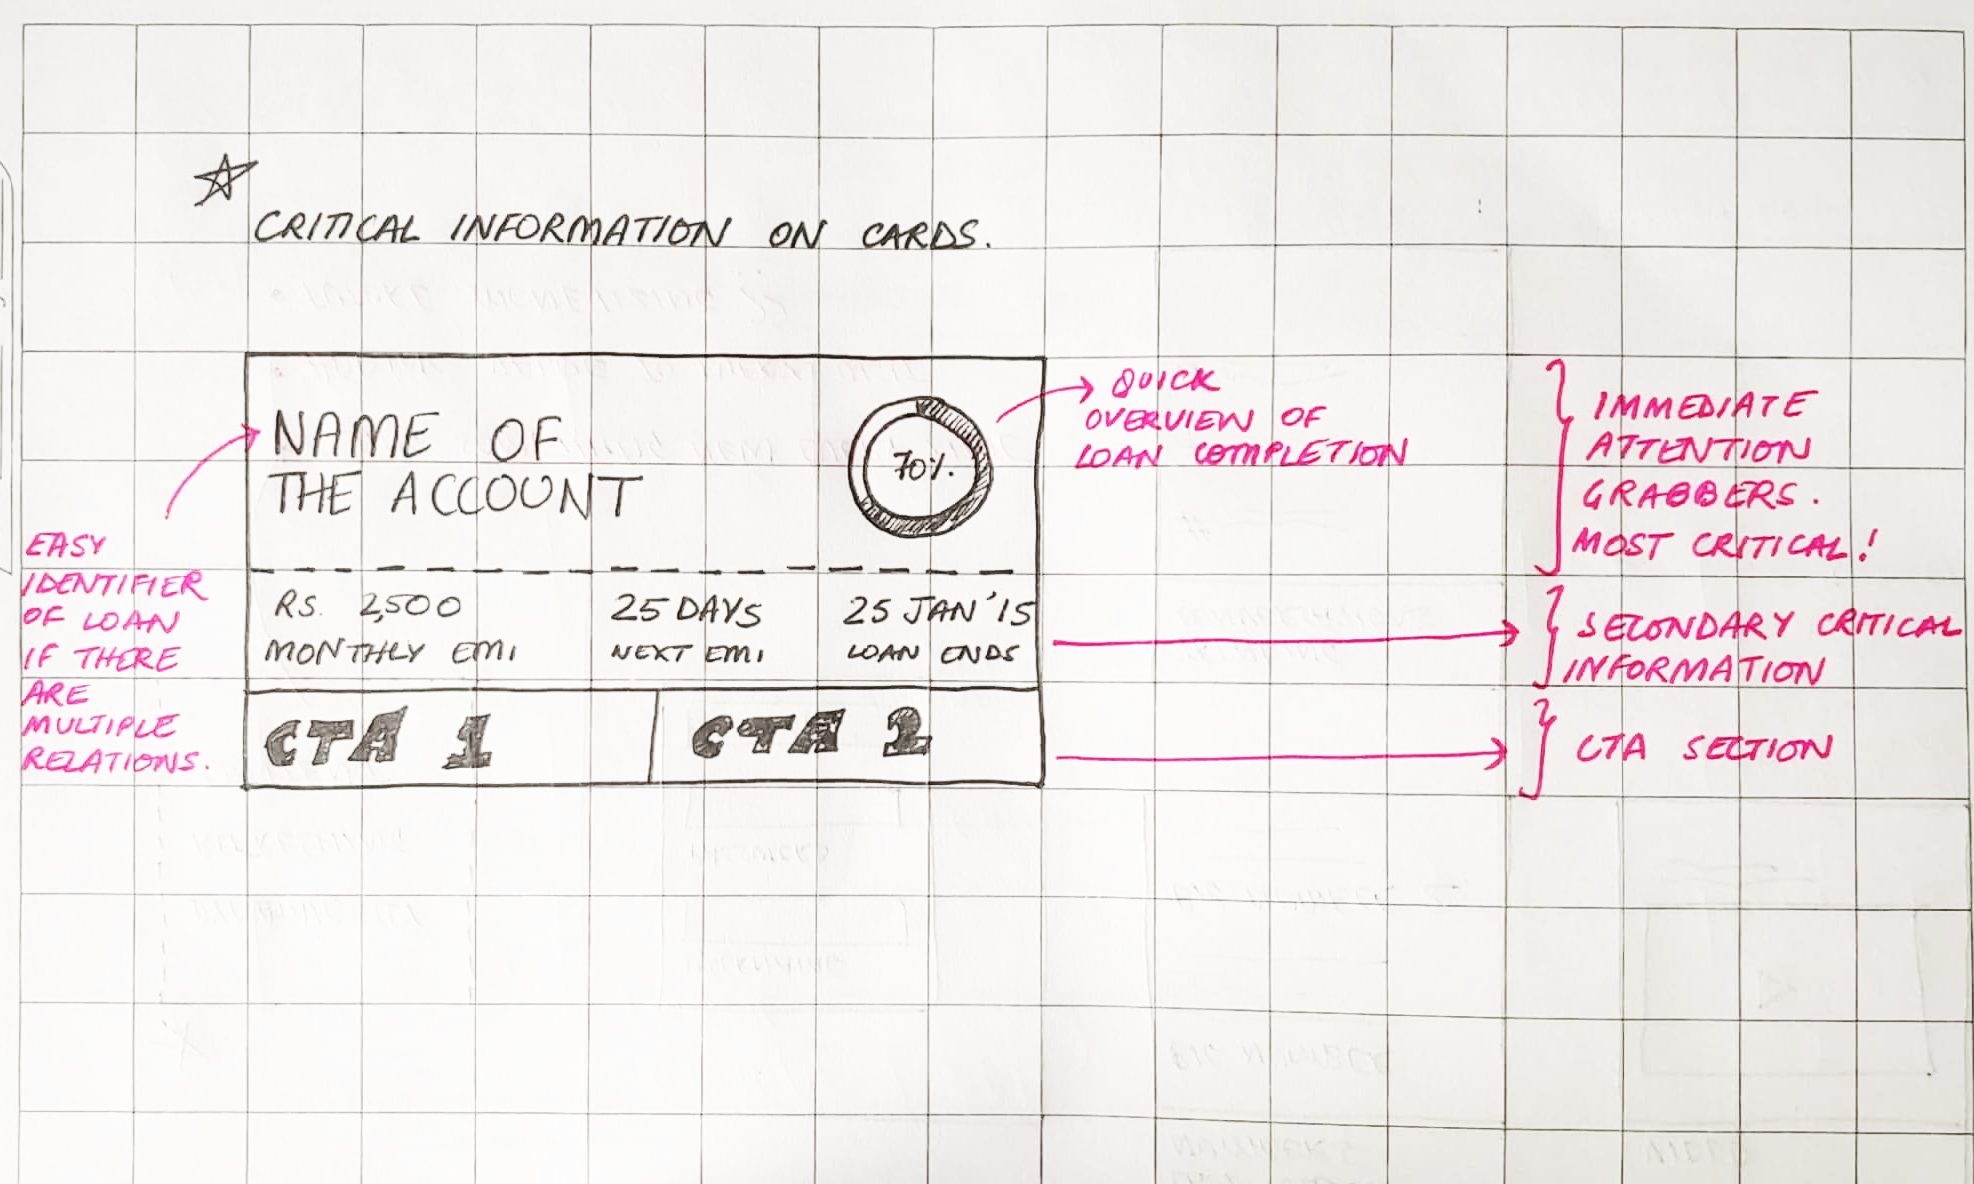 CRITICAL INFORMATION ON CARDS.
NAME OF
THE ACCOUNT
70%.
RS. 2,500
MONTHLY EMI
25 DAYS
NEXT EMI
25 JAN '15
LOAN ENDS
CTA 1
CTA 2
EASY
IDENTIFIER
OF LOAN
IF THERE
ARE
MULTIPLE
RELATIONS.
QUICK
OVERVIEW OF
LOAN COMPLETION
IMMEDIATE
ATTENTION
GRABBERS.
MOST CRITICAL!
SECONDARY CRITICAL
INFORMATION
CTA SECTION